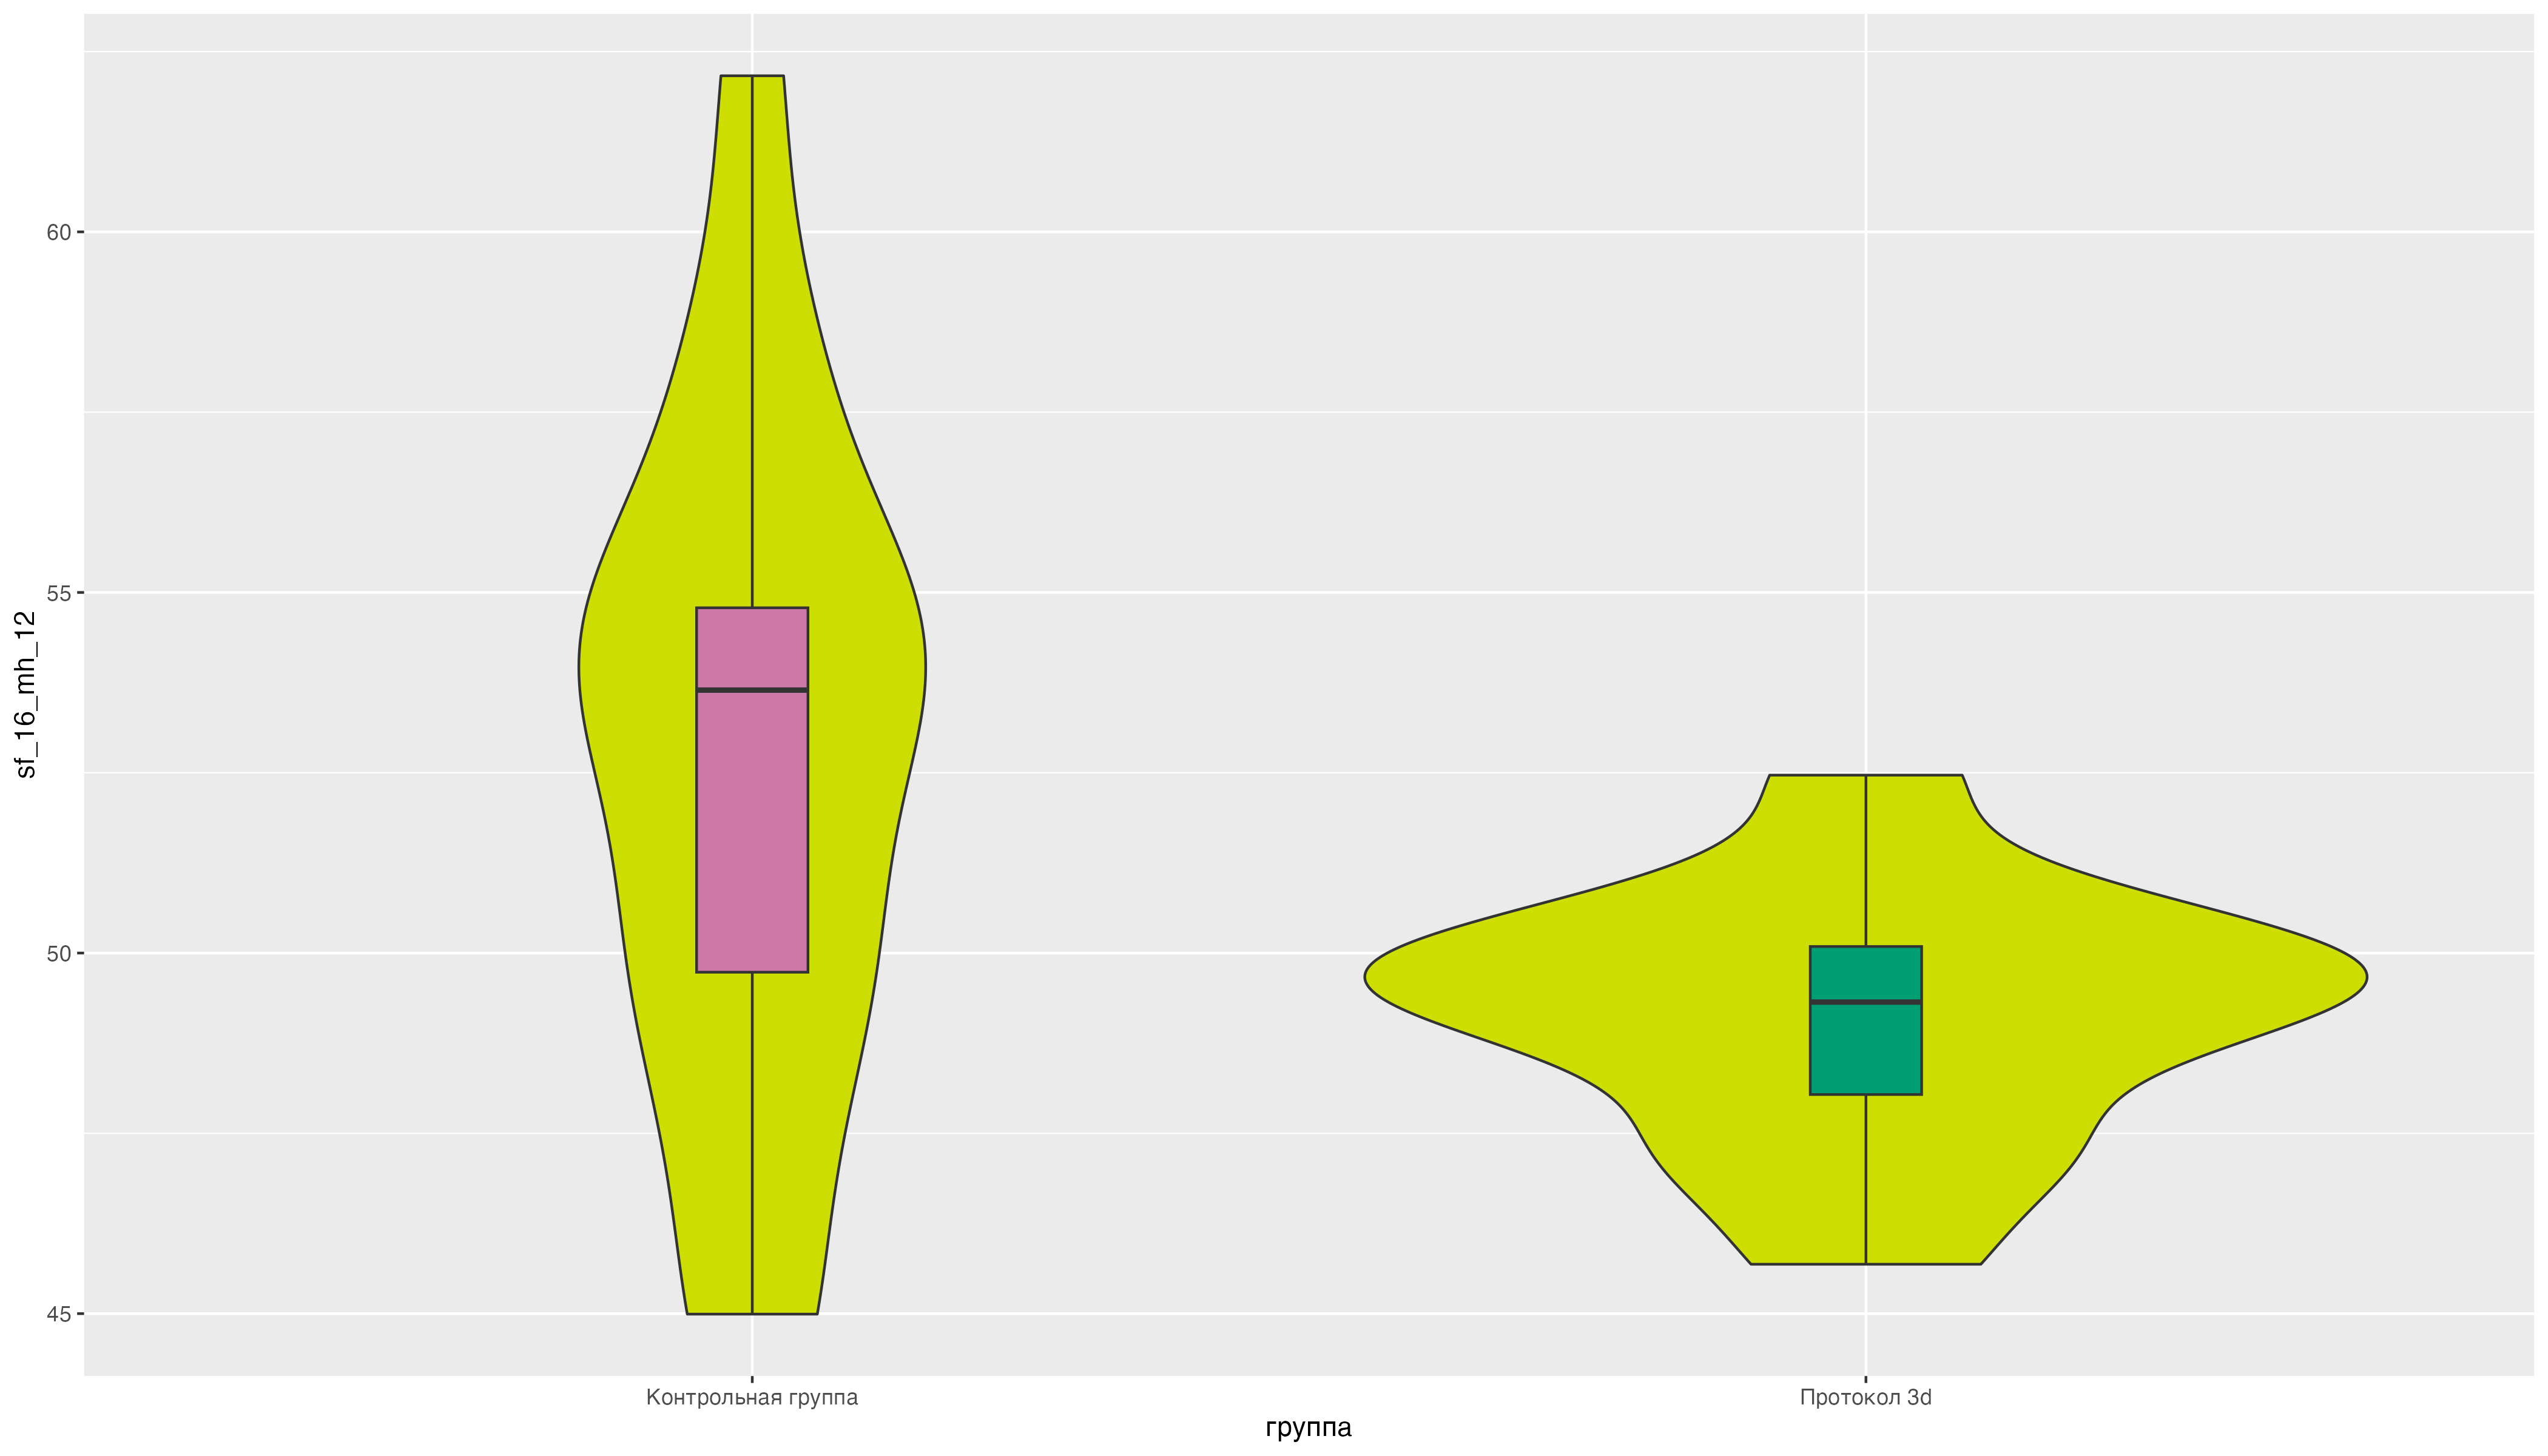 sf_16_mh_12
60
55
50
45
Контрольная группа
Протокол 3d
группа